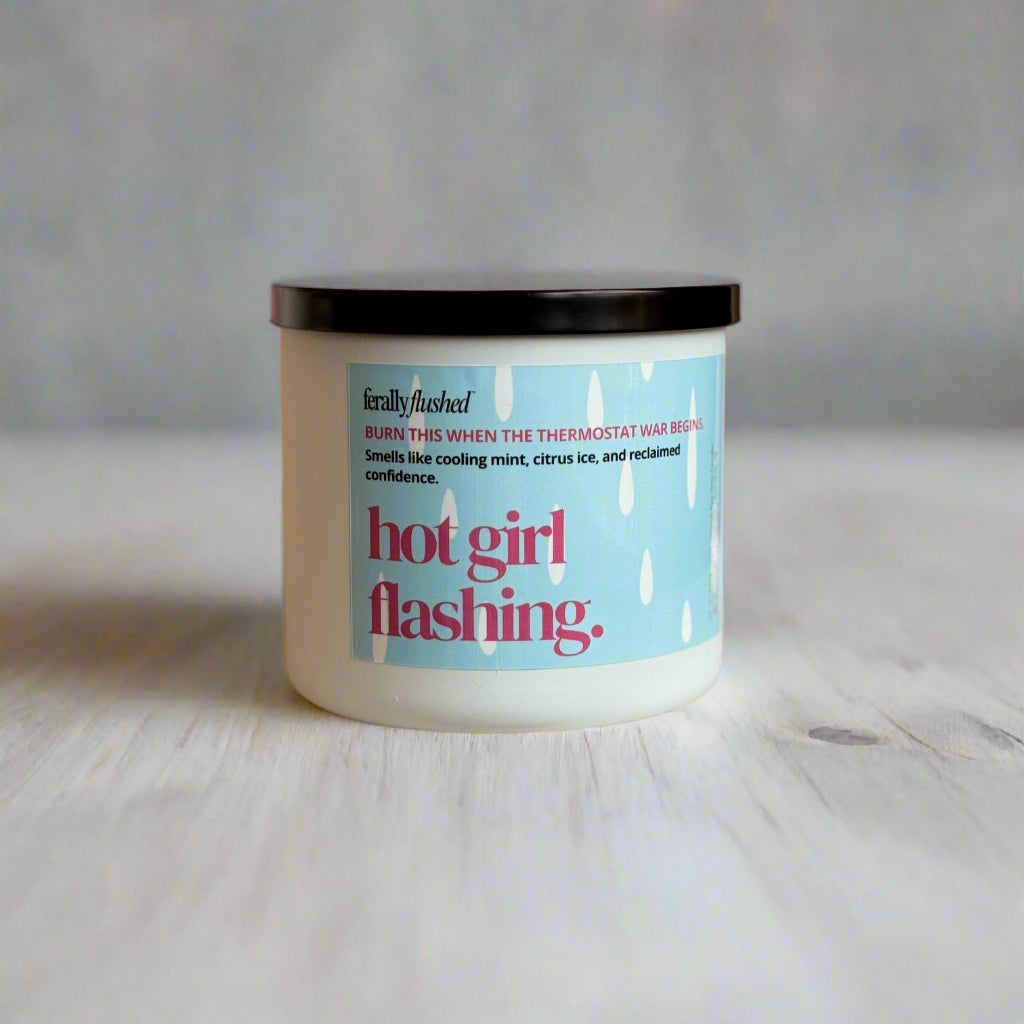 ferallyflushed™
BURN THIS WHEN THE THERMOSTAT WAR BEGINS.
Smells like cooling mint, citrus ice, and reclaimed
confidence.
hot girl
flashing.